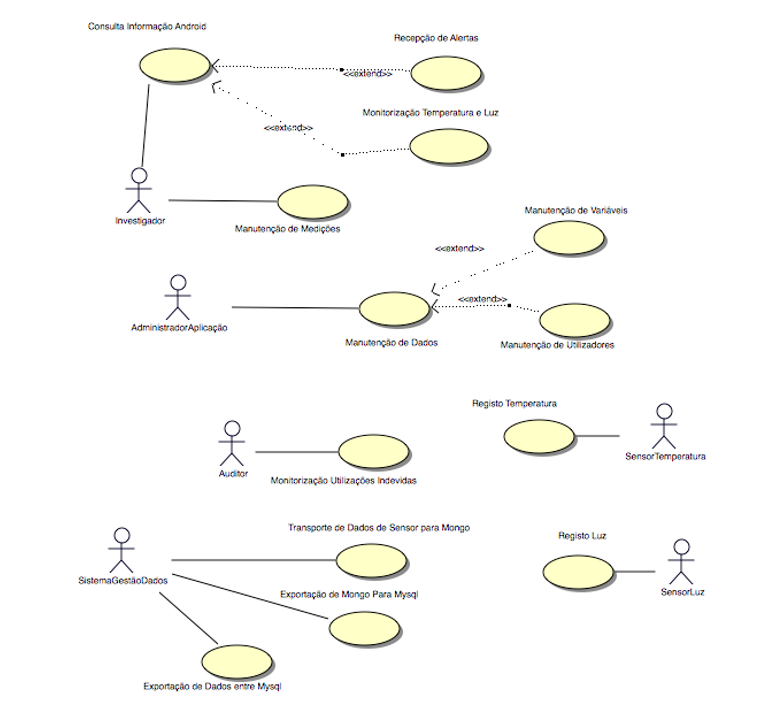 Consulta Informação Android
Recepção de Alertas
<<extend>>
Monitorização Temperatura e Luz
<<extend>>
Investigador
Manutenção de Medições
Manutenção de Variáveis
<<extend>>
<<extend>>
AdministradorAplicação
Manutenção de Dados
Manutenção de Utilizadores
Registo Temperatura
SensorTemperatura
Auditor
Monitorização Utilizações Indevidas
Transporte de Dados de Sensor para Mongo
Registo Luz
SistemaGestãoDados
Exportação de Mongo Para Mysql
SensorLuz
Exportação de Dados entre Mysql